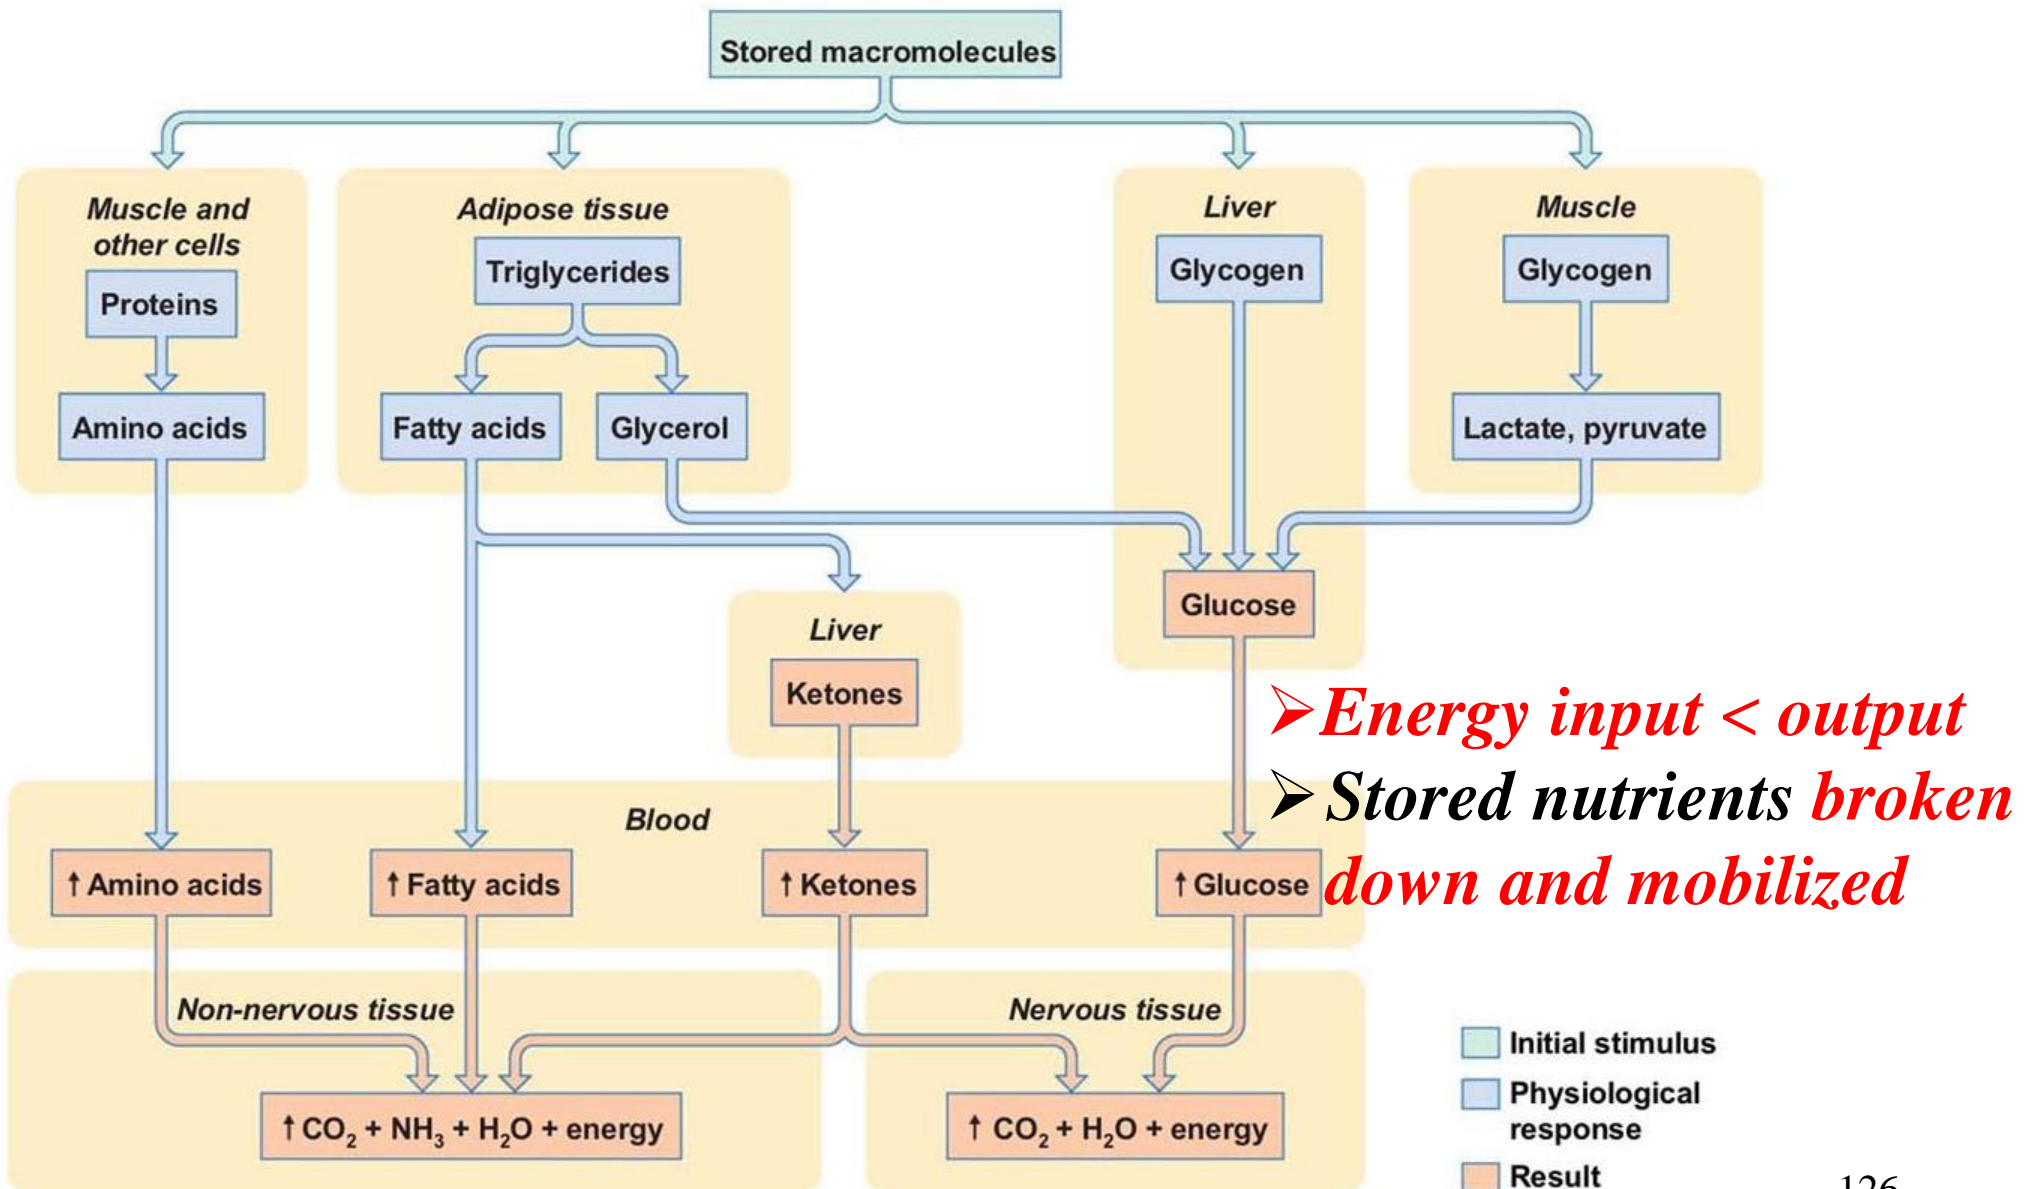 Stored macromolecules
Muscle and
other cells
Proteins
Amino acids
Adipose tissue
Triglycerides
Fatty acids
Glycerol
Liver
Glycogen
Muscle
Glycogen
Lactate, pyruvate
Glucose
Liver
Ketones
➢Energy input < output
➢Stored nutrients broken
down and mobilized
Blood
↑ Amino acids
↑ Fatty acids
↑ Ketones
↑ Glucose
Non-nervous tissue
↑ CO₂ + NH₃ + H₂O + energy
Nervous tissue
↑ CO₂ + H₂O + energy
Initial stimulus
Physiological
response
Result
126